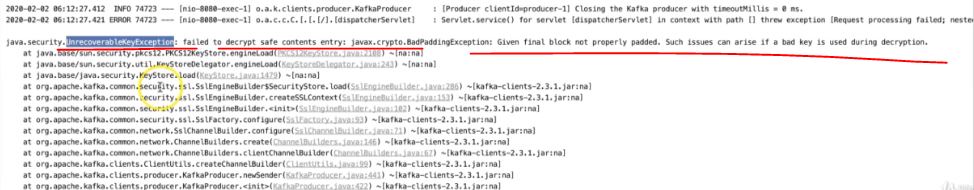 2020-02-02 06:12:27.412 INFO 74723 --- [nio-8080-exec-1] o.a.k.clients.producer.KafkaProducer : [Producer clientId=producer-1] Closing the Kafka producer with timeoutMillis = 0 ms.
2020-02-02 06:12:27.421 ERROR 74723 --- [nio-8080-exec-1] o.a.c.c.C.[.[.[/].[dispatcherServlet] : Servlet.service() for servlet [dispatcherServlet] in context with path [] threw exception [Request processing failed; neste
java.security.UnrecoverableKeyException: failed to decrypt safe contents entry: javax.crypto.BadPaddingException: Given final block not properly padded. Such issues can arise if a bad key is used during decryption.
at java.base/sun.security.pkcs12.PKCS12KeyStore.engineLoad(PKCS12KeyStore.java:2108) ~[na:na]
at java.base/sun.security.util.KeyStoreDelegator.engineLoad(KeyStoreDelegator.java:243) ~[na:na]
at java.base/java.security.KeyStore.load(KeyStore.java:1479) ~[na:na]
at org.apache.kafka.common.security.ssl.SslEngineBuilder$SecurityStore.load(SslEngineBuilder.java:286) ~[kafka-clients-2.3.1.jar:na]
at org.apache.kafka.common.security.ssl.SslEngineBuilder.createSSLContext(SslEngineBuilder.java:153) ~[kafka-clients-2.3.1.jar:na]
at org.apache.kafka.common.security.ssl.SslEngineBuilder.<init>(SslEngineBuilder.java:102) ~[kafka-clients-2.3.1.jar:na]
at org.apache.kafka.common.security.ssl.SslFactory.configure(SslFactory.java:93) ~[kafka-clients-2.3.1.jar:na]
at org.apache.kafka.common.network.SslChannelBuilder.configure(SslChannelBuilder.java:71) ~[kafka-clients-2.3.1.jar:na]
at org.apache.kafka.common.network.ChannelBuilders.create(ChannelBuilders.java:146) ~[kafka-clients-2.3.1.jar:na]
at org.apache.kafka.common.network.ChannelBuilders.clientChannelBuilder(ChannelBuilders.java:67) ~[kafka-clients-2.3.1.jar:na]
at org.apache.kafka.clients.ClientUtils.createChannelBuilder(ClientUtils.java:99) ~[kafka-clients-2.3.1.jar:na]
at org.apache.kafka.clients.producer.KafkaProducer.newSender(KafkaProducer.java:441) ~[kafka-clients-2.3.1.jar:na]
at org.apache.kafka.clients.producer.KafkaProducer.<init>(KafkaProducer.java:422) ~[kafka-clients-2.3.1.jar:na]